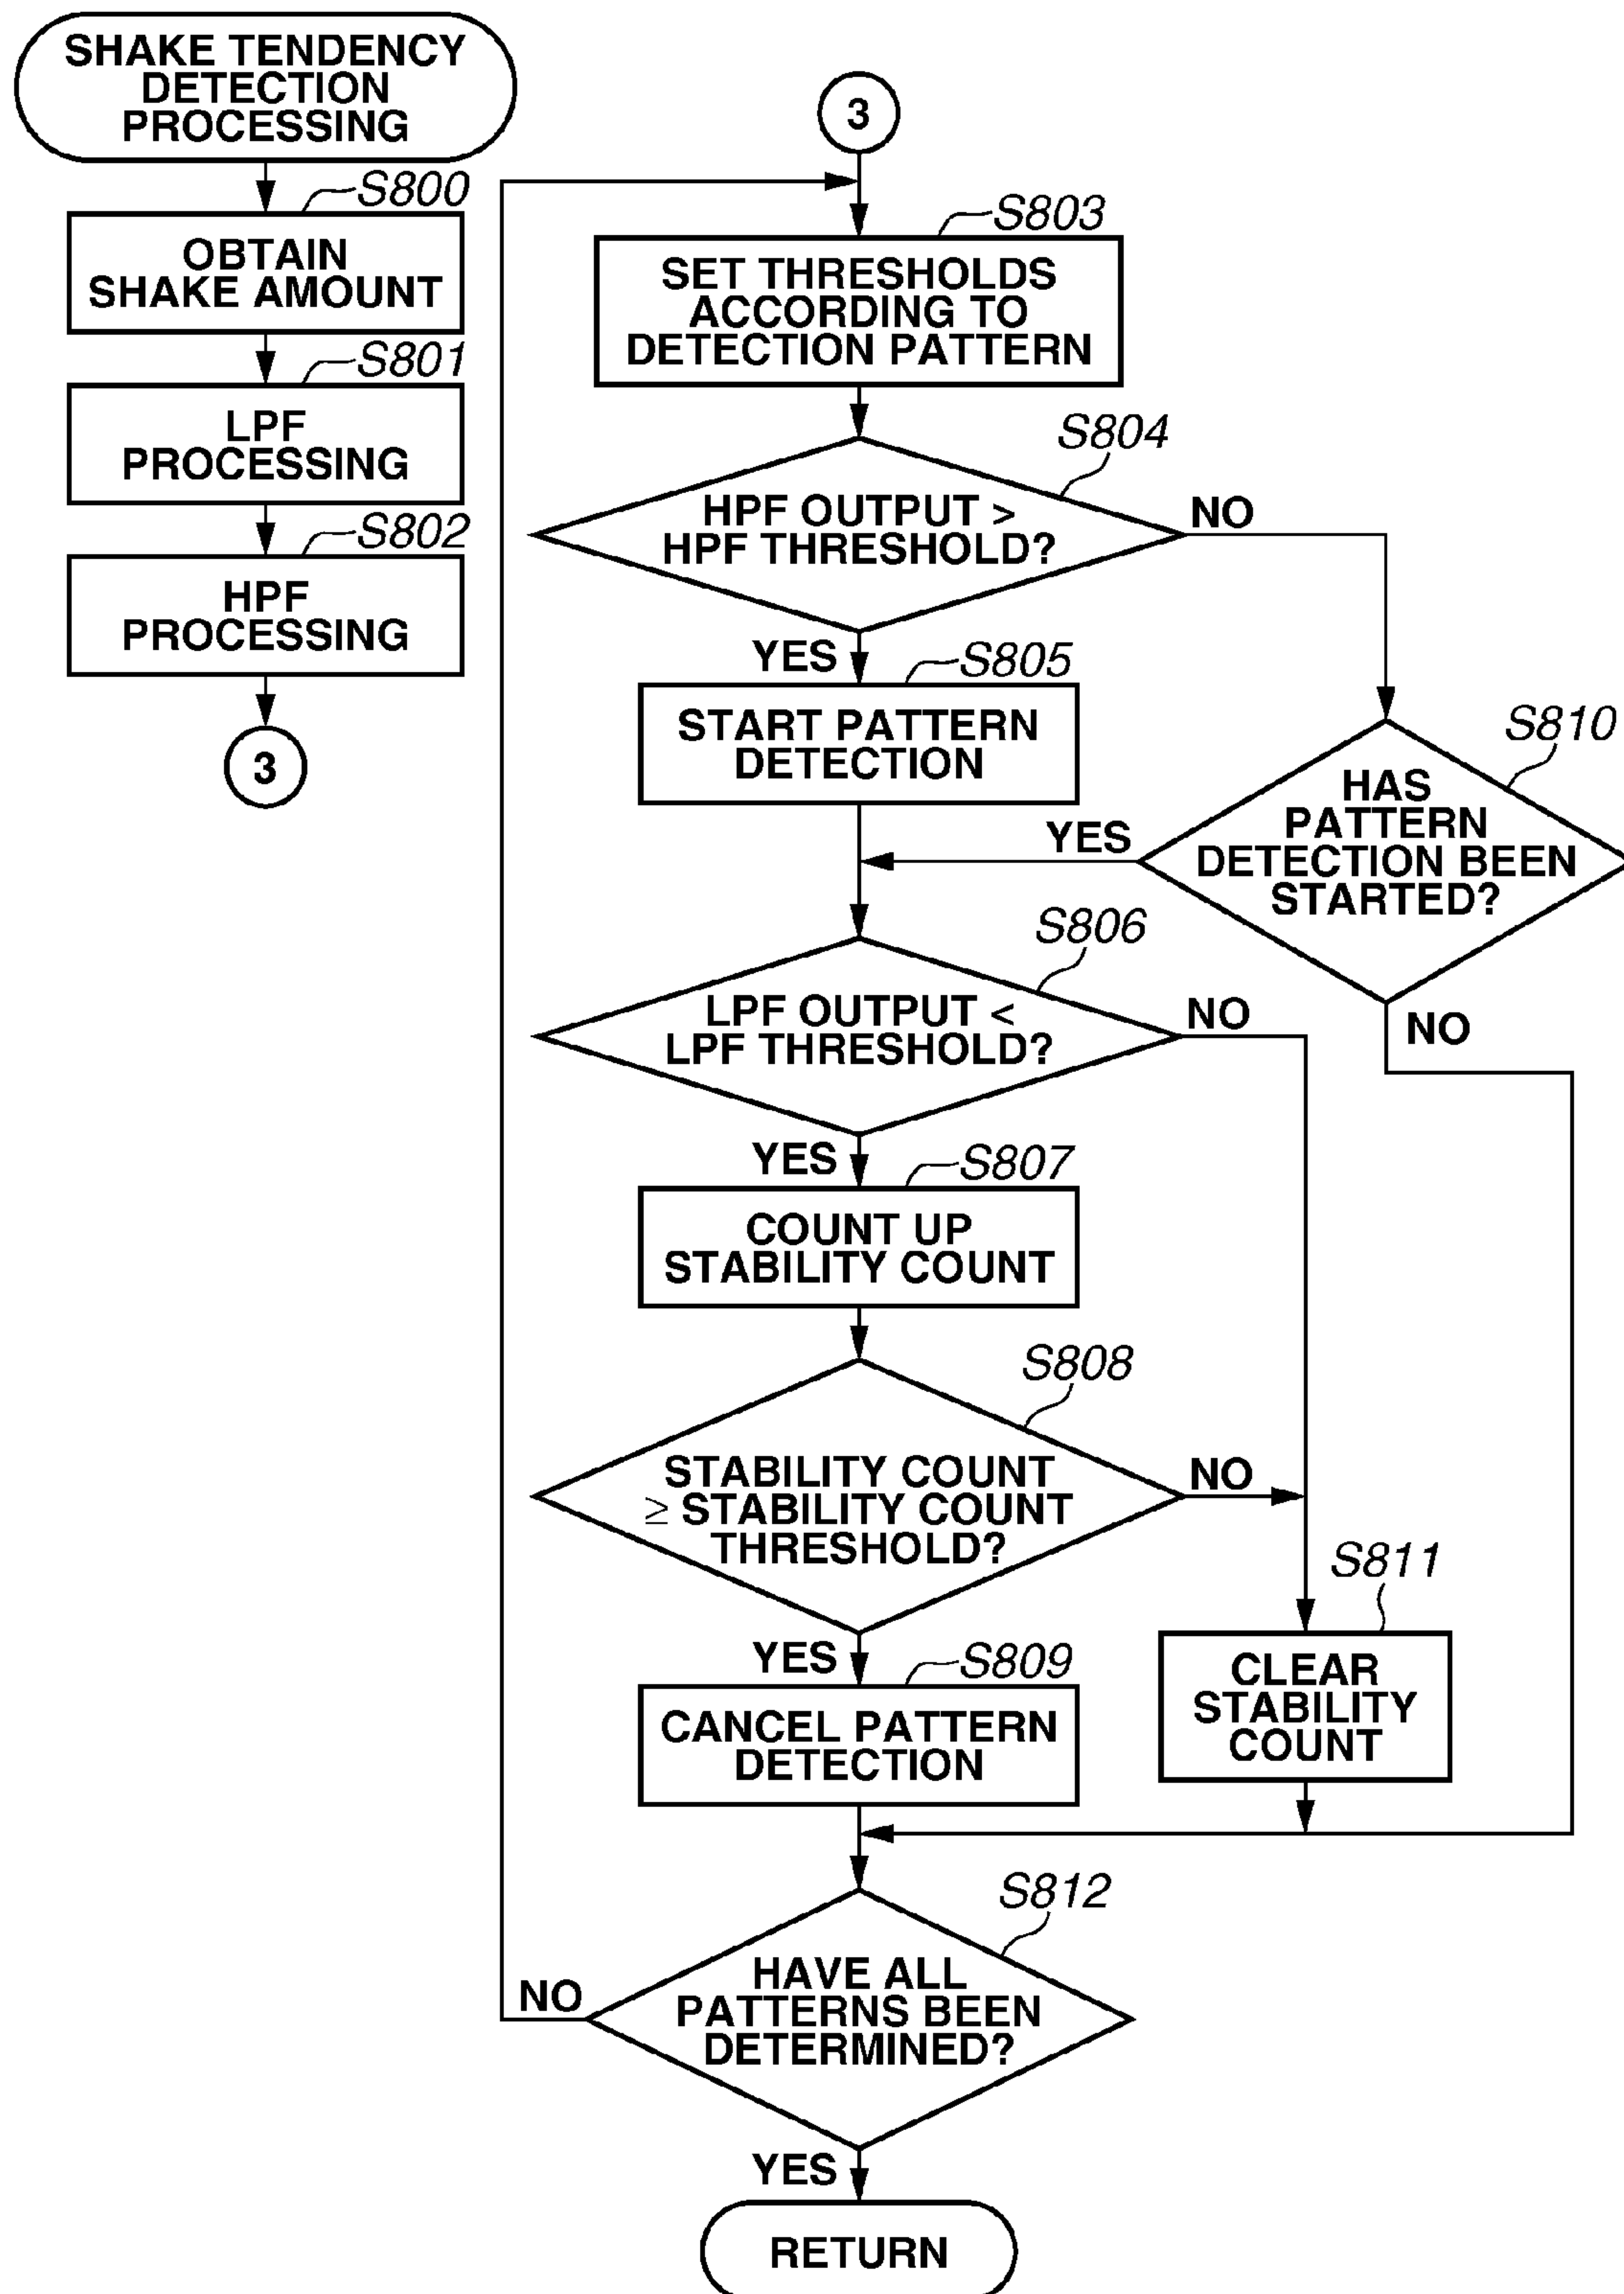 SHAKE TENDENCY
DETECTION
PROCESSING
S800
OBTAIN
SHAKE AMOUNT
S801
LPF
PROCESSING
S802
HPF
PROCESSING
3
3
S803
SET THRESHOLDS
ACCORDING TO
DETECTION PATTERN
S804
HPF OUTPUT >
HPF THRESHOLD?
NO
YES
S805
START PATTERN
DETECTION
S810
HAS
PATTERN
DETECTION BEEN
STARTED?
YES
NO
S806
LPF OUTPUT <
LPF THRESHOLD?
NO
YES
S807
COUNT UP
STABILITY COUNT
S808
STABILITY COUNT
≥ STABILITY COUNT
THRESHOLD?
NO
YES
S809
CANCEL PATTERN
DETECTION
S811
CLEAR
STABILITY
COUNT
S812
HAVE ALL
PATTERNS BEEN
DETERMINED?
NO
YES
RETURN